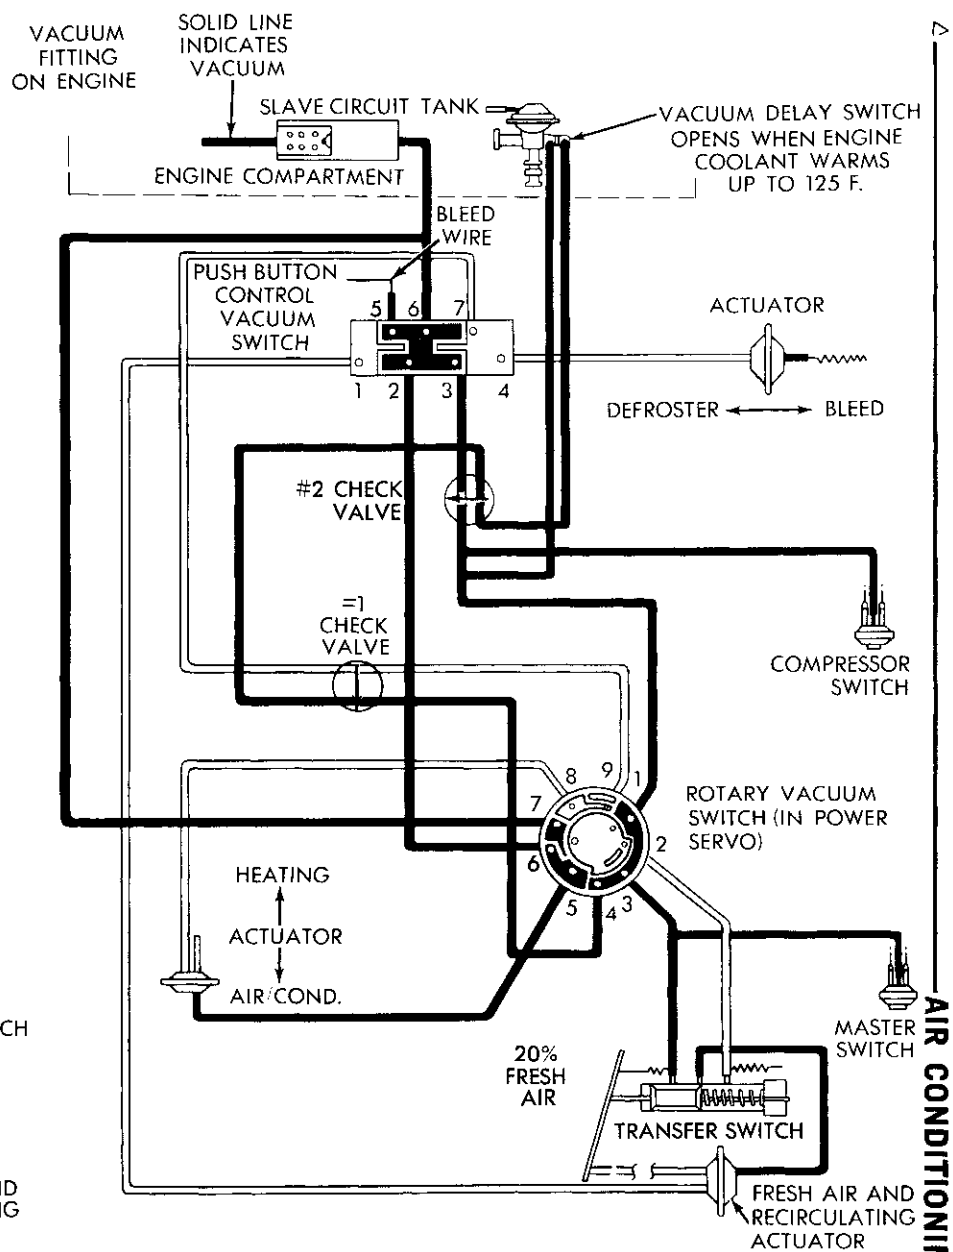 VACUUM
FITTING
ON ENGINE
SOLID LINE
INDICATES
VACUUM
SLAVE CIRCUIT TANK
ENGINE COMPARTMENT
VACUUM DELAY SWITCH
OPENS WHEN ENGINE
COOLANT WARMS
UP TO 125 F.
BLEED
WIRE
PUSH BUTTON
CONTROL
VACUUM
SWITCH
5 6 7
1 2 3 4
ACTUATOR
DEFROSTER BLEED
#2 CHECK
VALVE
=1
CHECK
VALVE
COMPRESSOR
SWITCH
8 9 1
7 2
6 3
5 4
ROTARY VACUUM
SWITCH (IN POWER
SERVO)
HEATING
ACTUATOR
AIR/COND.
MASTER
SWITCH
20%
FRESH
AIR
TRANSFER SWITCH
FRESH AIR AND
RECIRCULATING
ACTUATOR
CH
ND
NG
AIR CONDITIONI